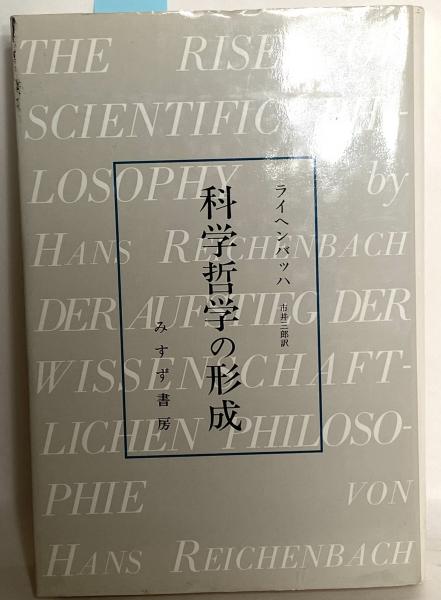 THE RISE OF
SCIENTIFIC PHI-
LOSOPHY by
HANS REICHENBACH
DER AUFSTIEG DER
WISSENSCHAFT-
LICHEN PHILOSO-
PHIE VON
HANS REICHENBACH
ライヘンバッハ
市井三郎訳
科学哲学の形成
みすず書房